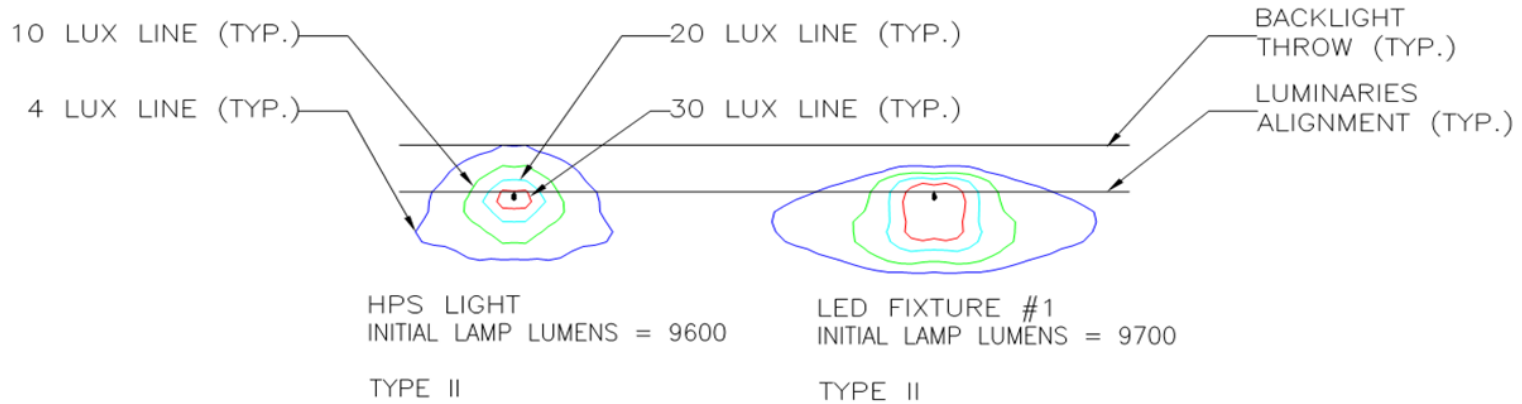 10 LUX LINE (TYP.)
20 LUX LINE (TYP.)
BACKLIGHT
THROW (TYP.)
4 LUX LINE (TYP.)
30 LUX LINE (TYP.)
LUMINARIES
ALIGNMENT (TYP.)
HPS LIGHT
INITIAL LAMP LUMENS = 9600
TYPE II
LED FIXTURE #1
INITIAL LAMP LUMENS = 9700
TYPE II